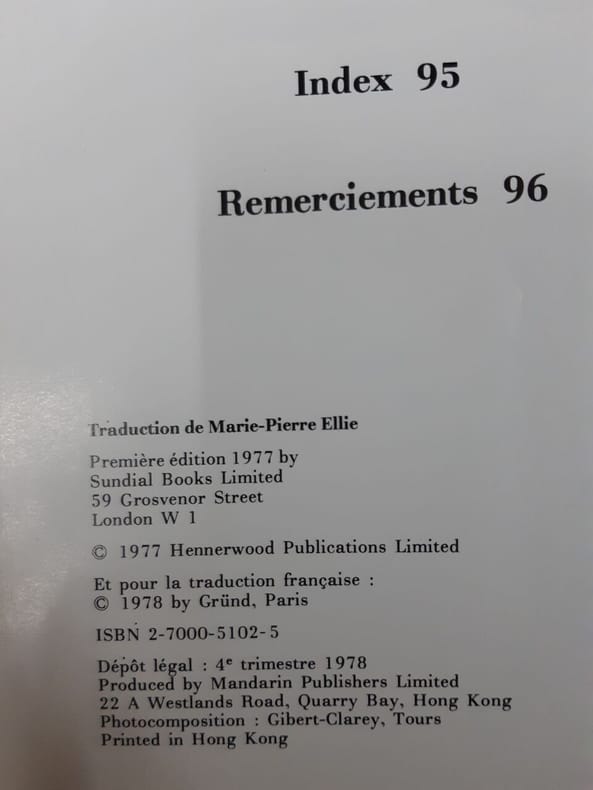 Index 95
Remerciements 96
Traduction de Marie-Pierre Ellie
Première édition 1977 by
Sundial Books Limited
59 Grosvenor Street
London W 1
© 1977 Hennerwood Publications Limited
Et pour la traduction française :
© 1978 by Gründ, Paris
ISBN 2-7000-5102-5
Dépôt légal : 4e trimestre 1978
Produced by Mandarin Publishers Limited
22 A Westlands Road, Quarry Bay, Hong Kong
Photocomposition : Gibert-Clarey, Tours
Printed in Hong Kong